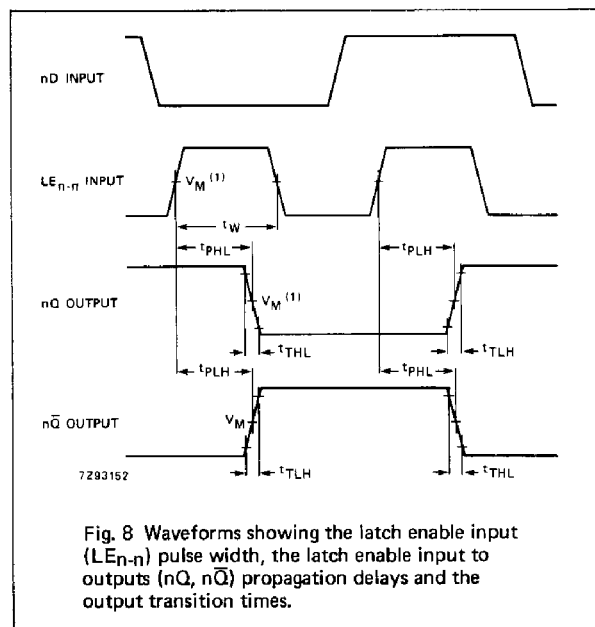 nD INPUT
LEn-n INPUT
VM (1)
tW
tPHL
tPLH
nQ OUTPUT
VM (1)
tTHL
tTLH
tPLH
tPHL
nQ̅ OUTPUT
VM
tTLH
tTHL
7Z93152
Fig. 8 Waveforms showing the latch enable input
(LEn-n) pulse width, the latch enable input to
outputs (nQ, nQ̅) propagation delays and the
output transition times.